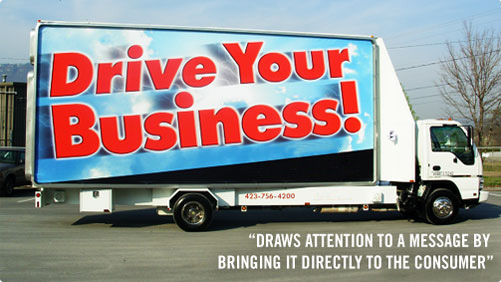 Drive Your
Business!
423-756-4200
“DRAWS ATTENTION TO A MESSAGE BY
BRINGING IT DIRECTLY TO THE CONSUMER”